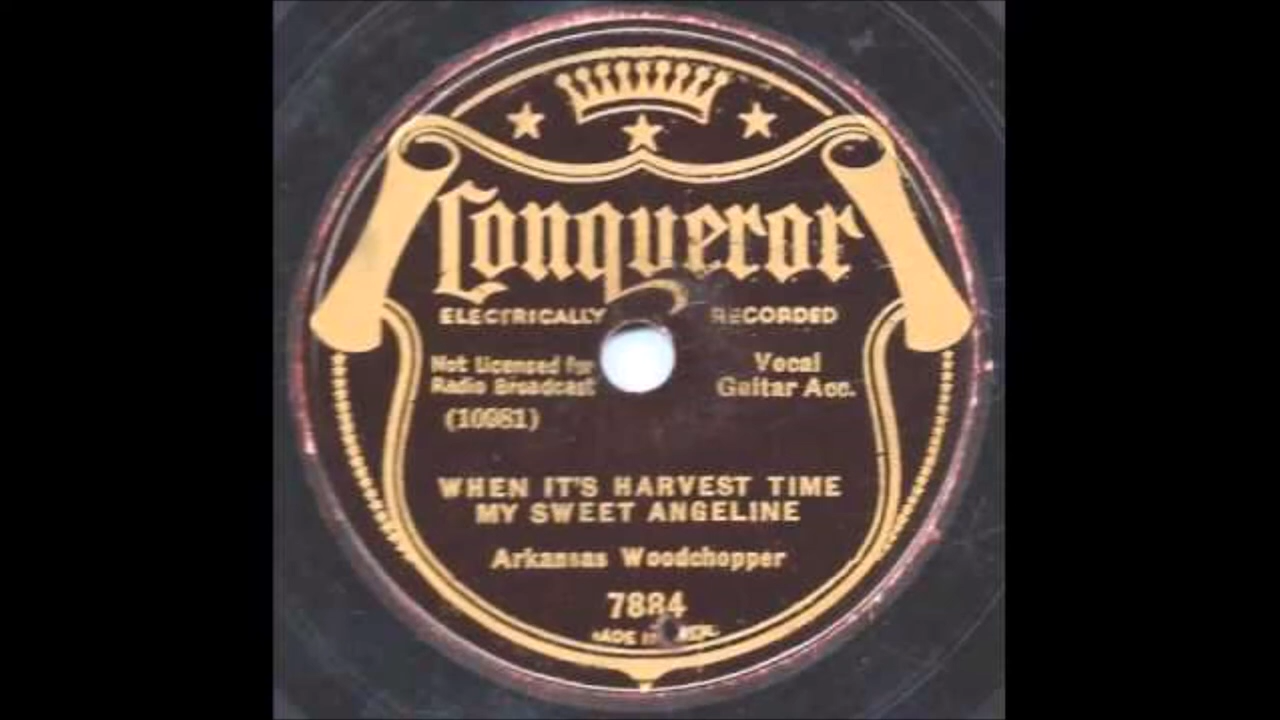 Conqueror
ELECTRICALLY RECORDED
Not Licensed for
Radio Broadcast
(10981)
Vocal
Guitar Acc.
WHEN IT'S HARVEST TIME
MY SWEET ANGELINE
Arkansas Woodchopper
7884